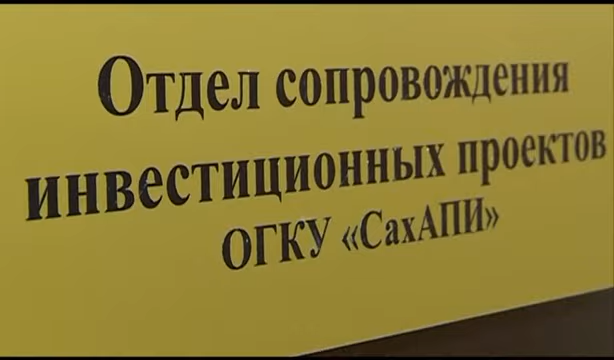 Отдел сопровождения
инвестиционных проектов
ОГКУ «СахАПИ»